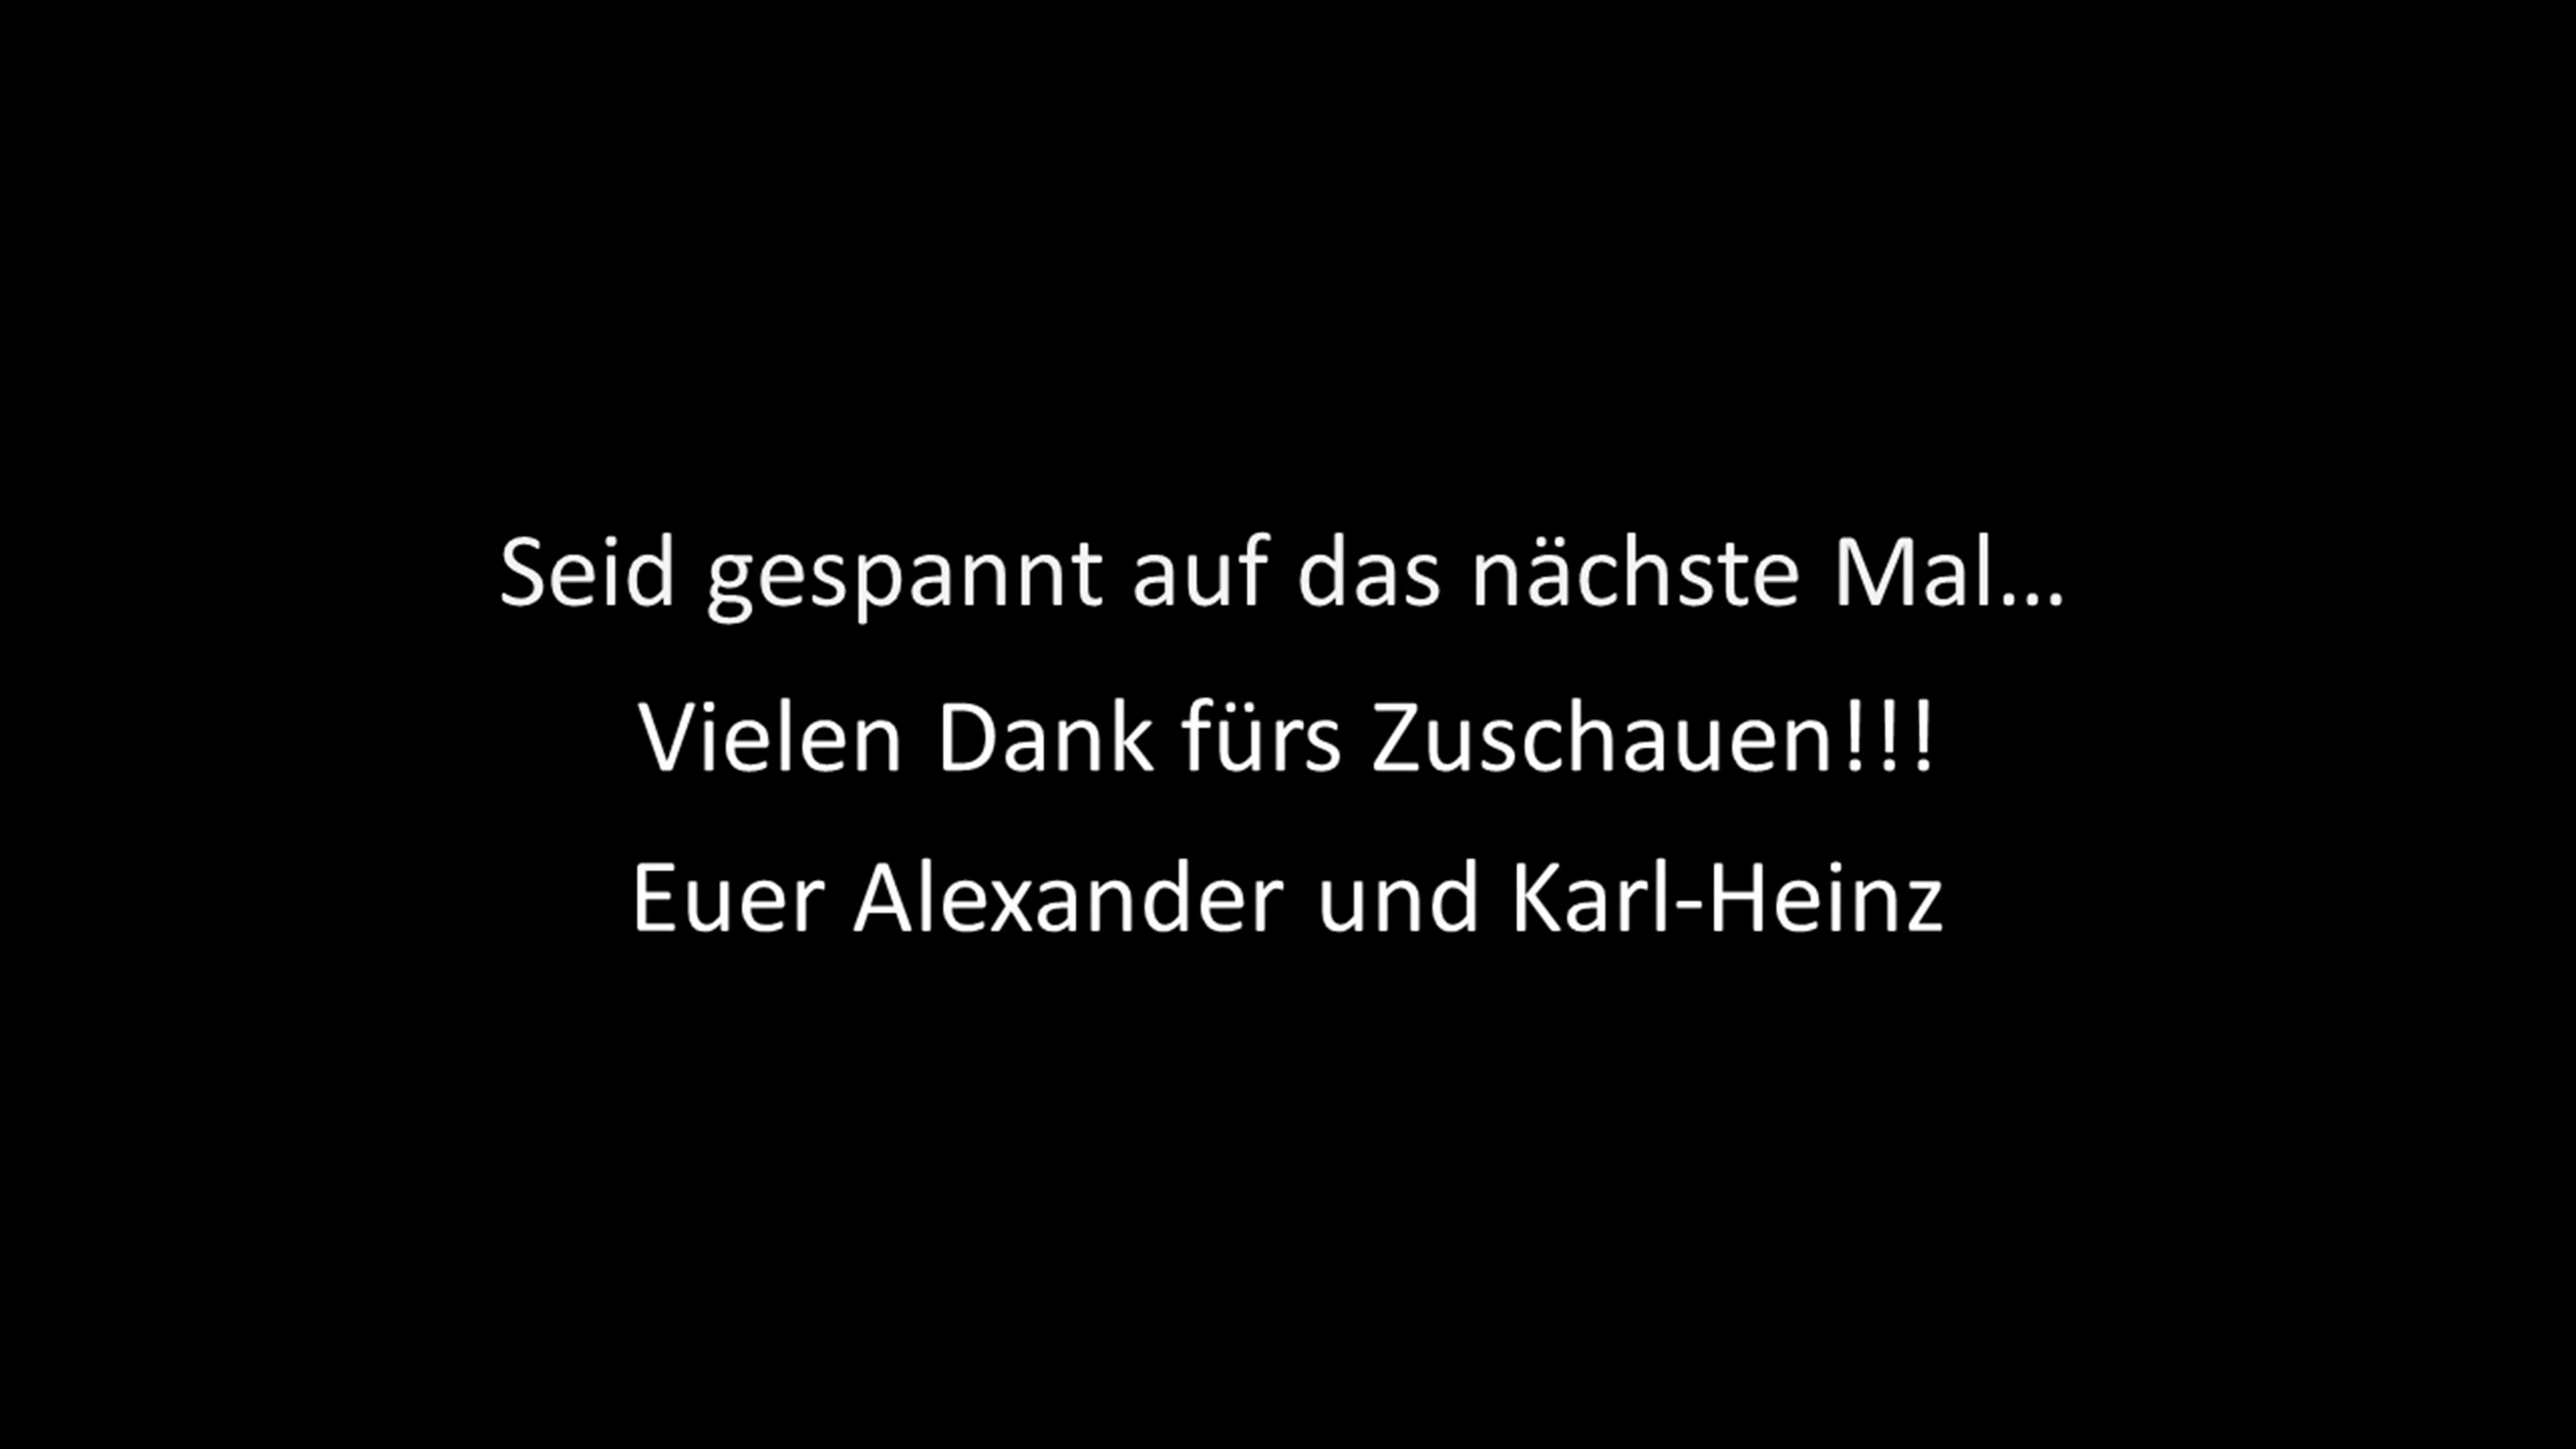 Seid gespannt auf das nächste Mal...
Vielen Dank fürs Zuschauen!!!
Euer Alexander und Karl-Heinz